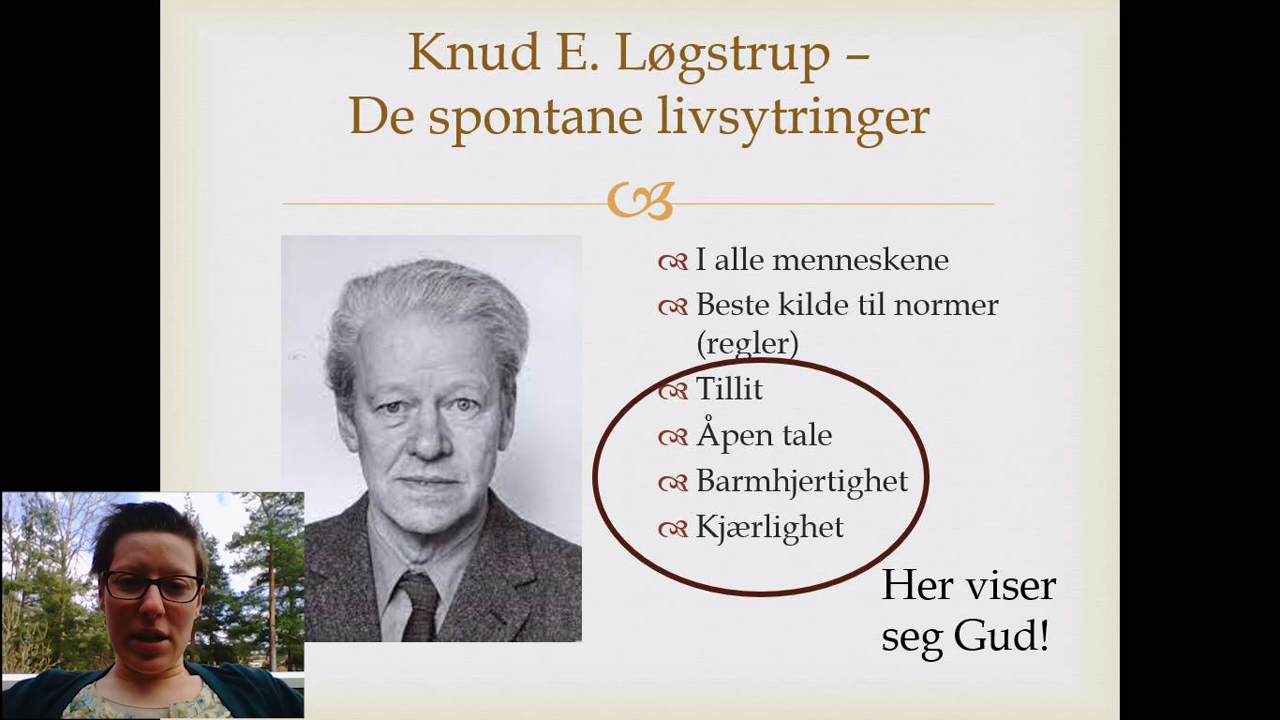 Knud E. Løgstrup –
De spontane livsytringer
I alle menneskene
Beste kilde til normer
(regler)
Tillit
Åpen tale
Barmhjertighet
Kjærlighet
Her viser
seg Gud!